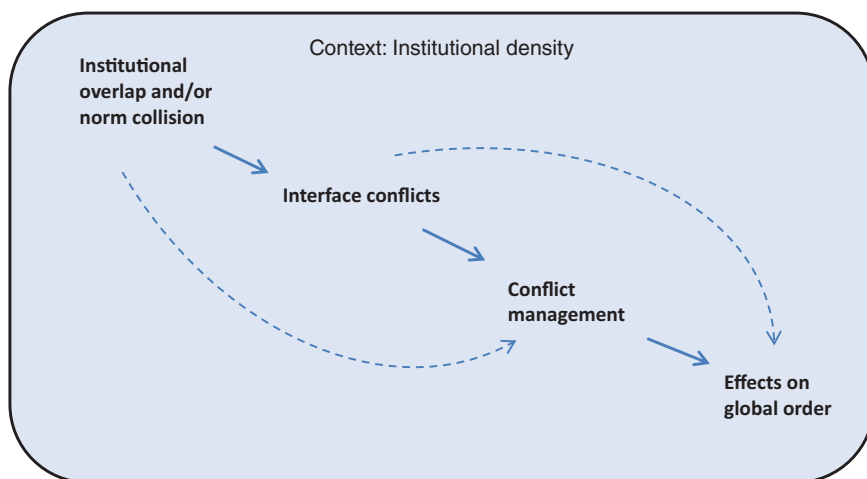 Context: Institutional density
Institutional
overlap and/or
norm collision
Interface conflicts
Conflict
management
Effects on
global order